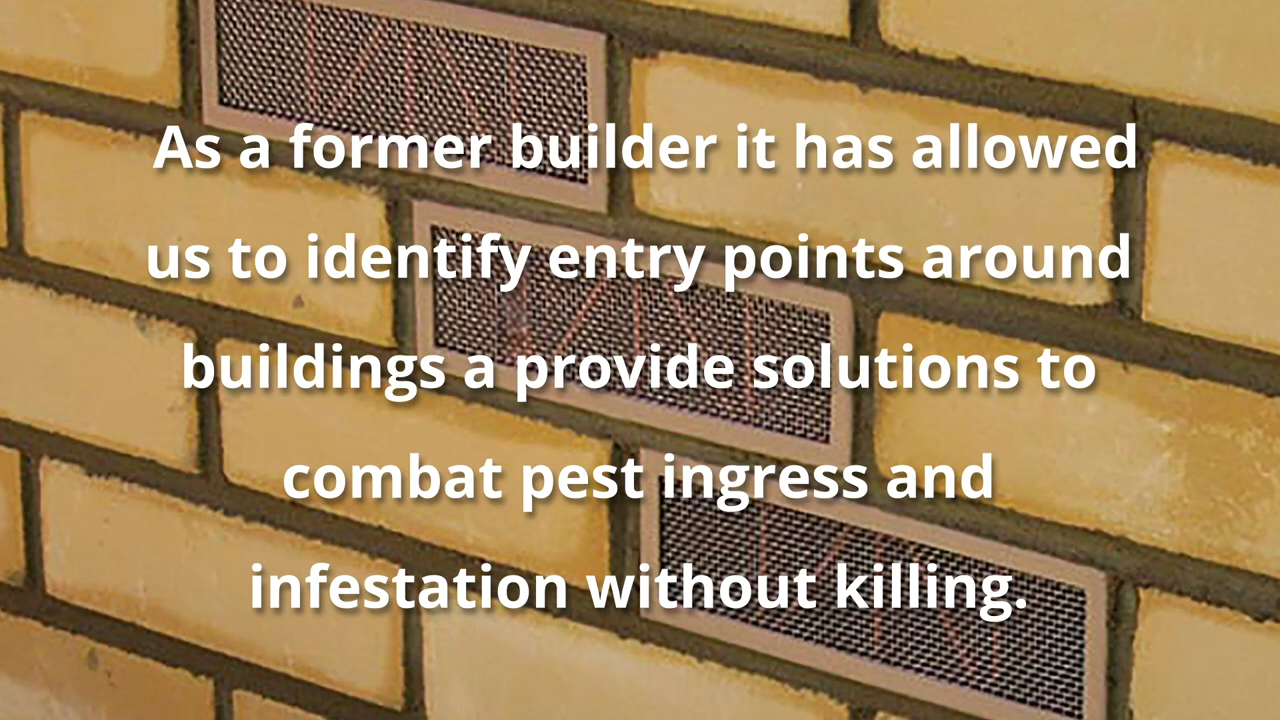 As a former builder it has allowed
us to identify entry points around
buildings a provide solutions to
combat pest ingress and
infestation without killing.